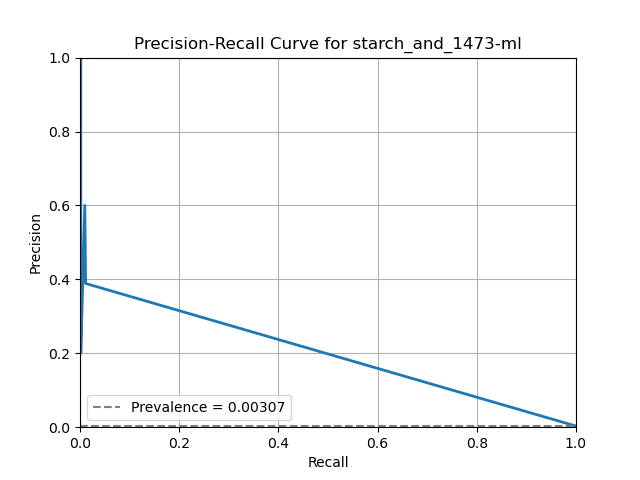 Precision-Recall Curve for starch_and_1473-ml
1.0
0.8
0.6
0.4
0.2
0.0
Precision
Prevalence = 0.00307
0.0 0.2 0.4 0.6 0.8 1.0
Recall